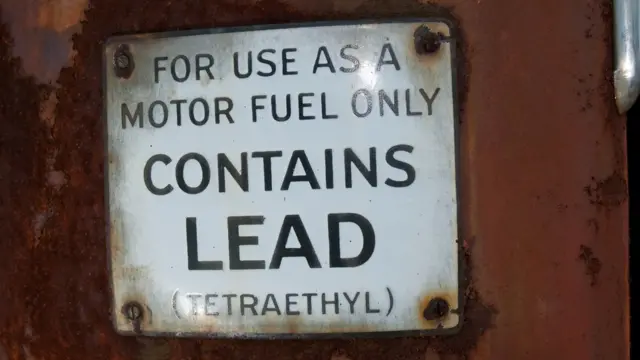 FOR USE AS A
MOTOR FUEL ONLY
CONTAINS
LEAD
(TETRAETHYL)